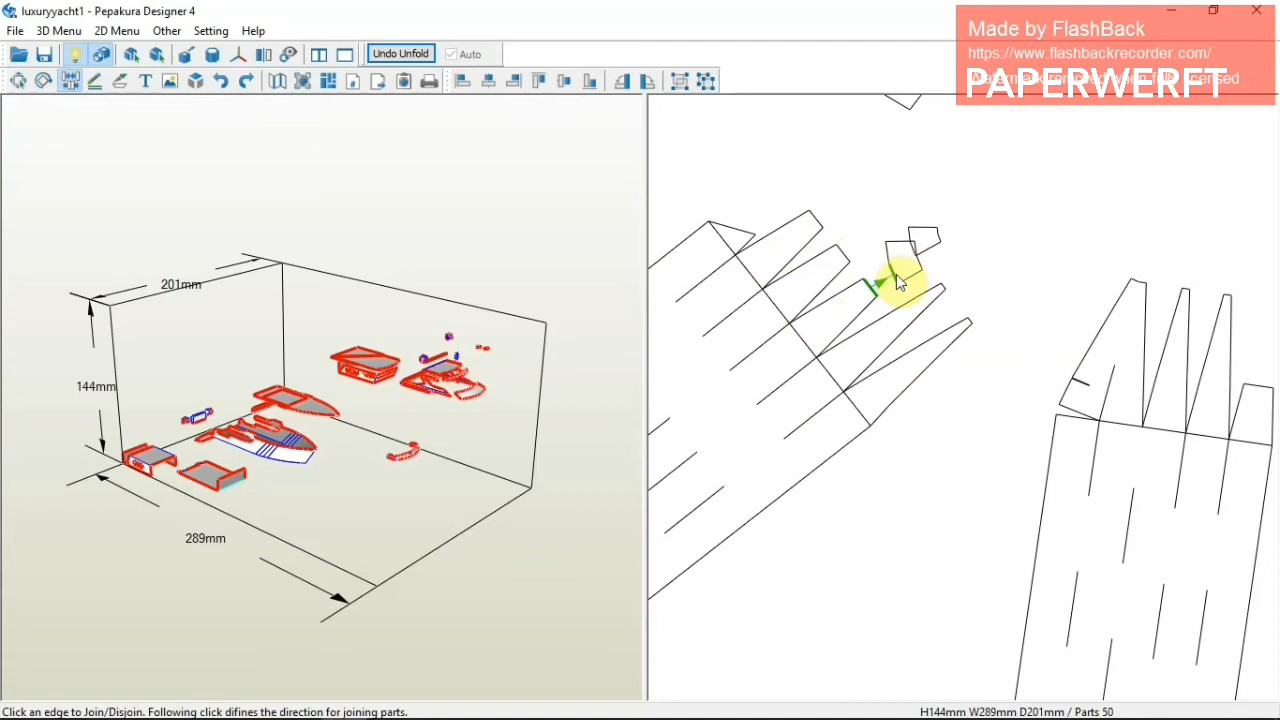 luxuryyacht1 - Pepakura Designer 4
File 3D Menu 2D Menu Other Setting Help
Made by FlashBack
https://www.flashbackrecorder.com/
PAPERWERFT
Undo Unfold
Auto
T
201mm
144mm
289mm
Click an edge to Join/Disjoin. Following click difines the direction for joining parts.
H144mm W289mm D201mm / Parts 50